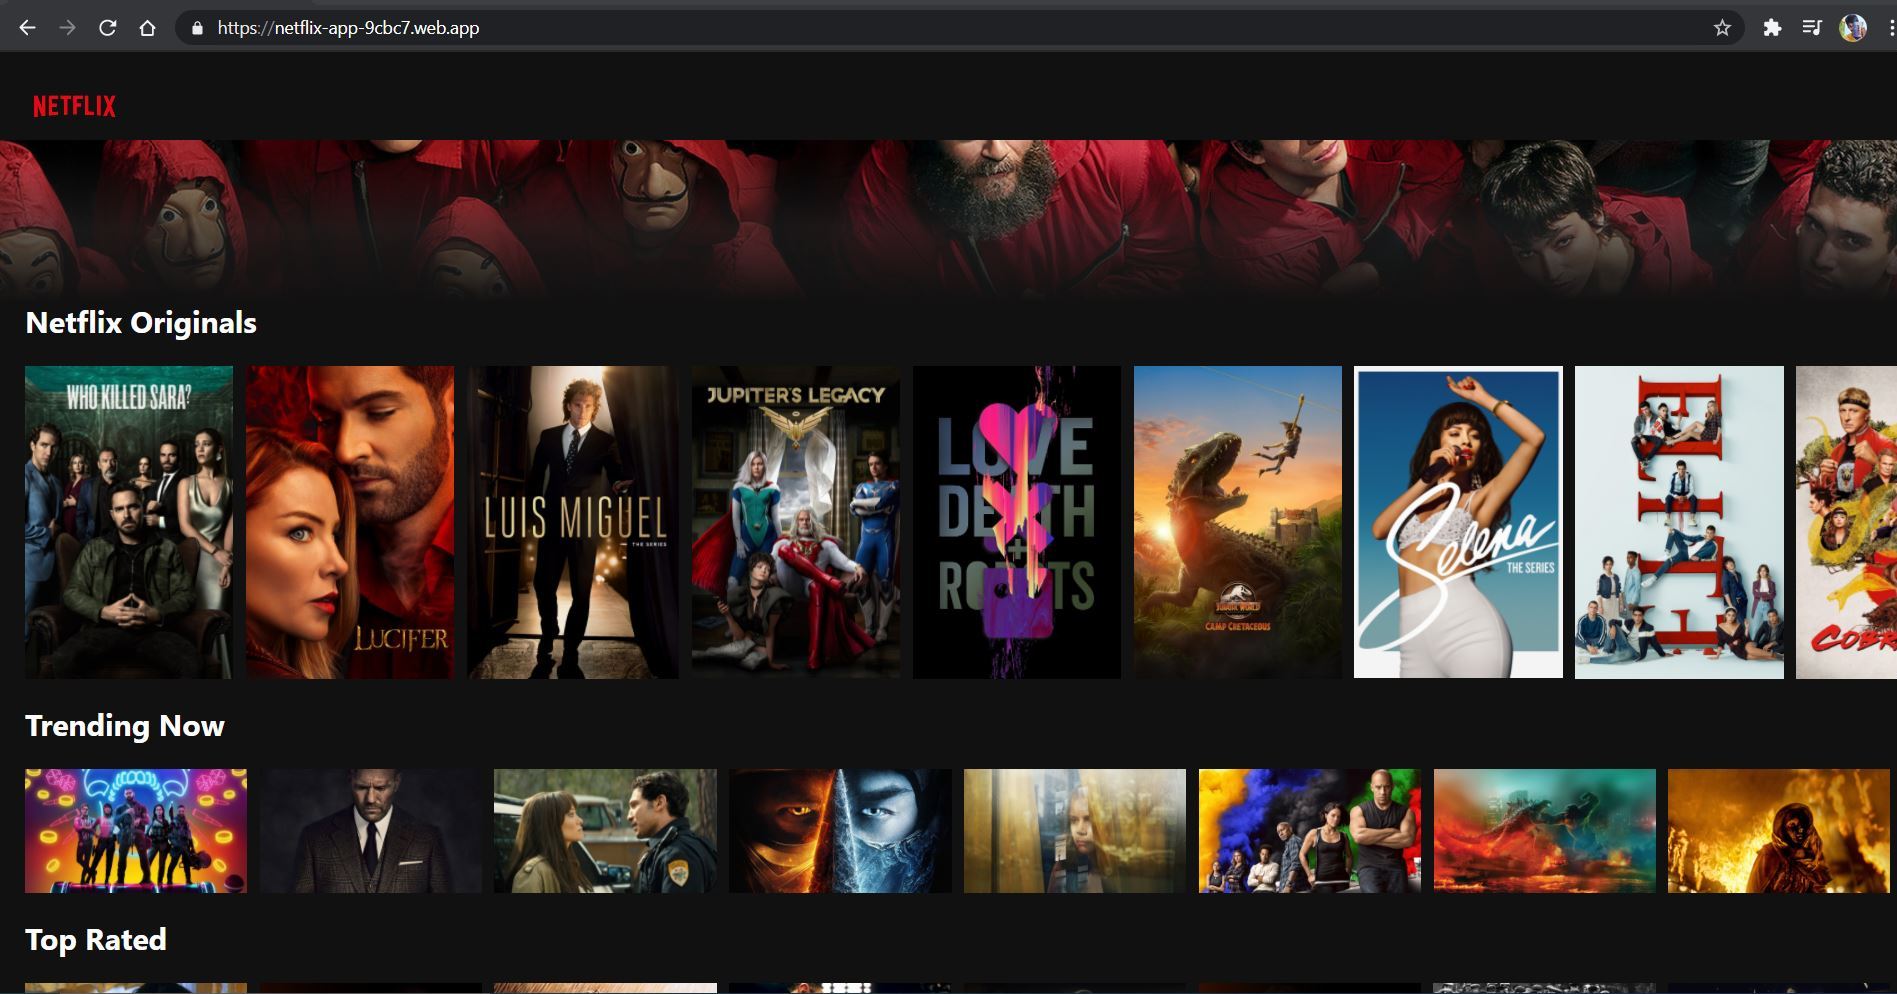 https://netflix-app-9cbc7.web.app
NETFLIX
Netflix Originals
WHO KILLED SARA?
LUCIFER
LUIS MIGUEL
THE SERIES
JUPITER'S LEGACY
LOVE
DEATH
+
ROBOTS
JURASSIC WORLD
CAMP CRETACEOUS
Selena
THE SERIES
ELITE
COBR
Trending Now
Top Rated